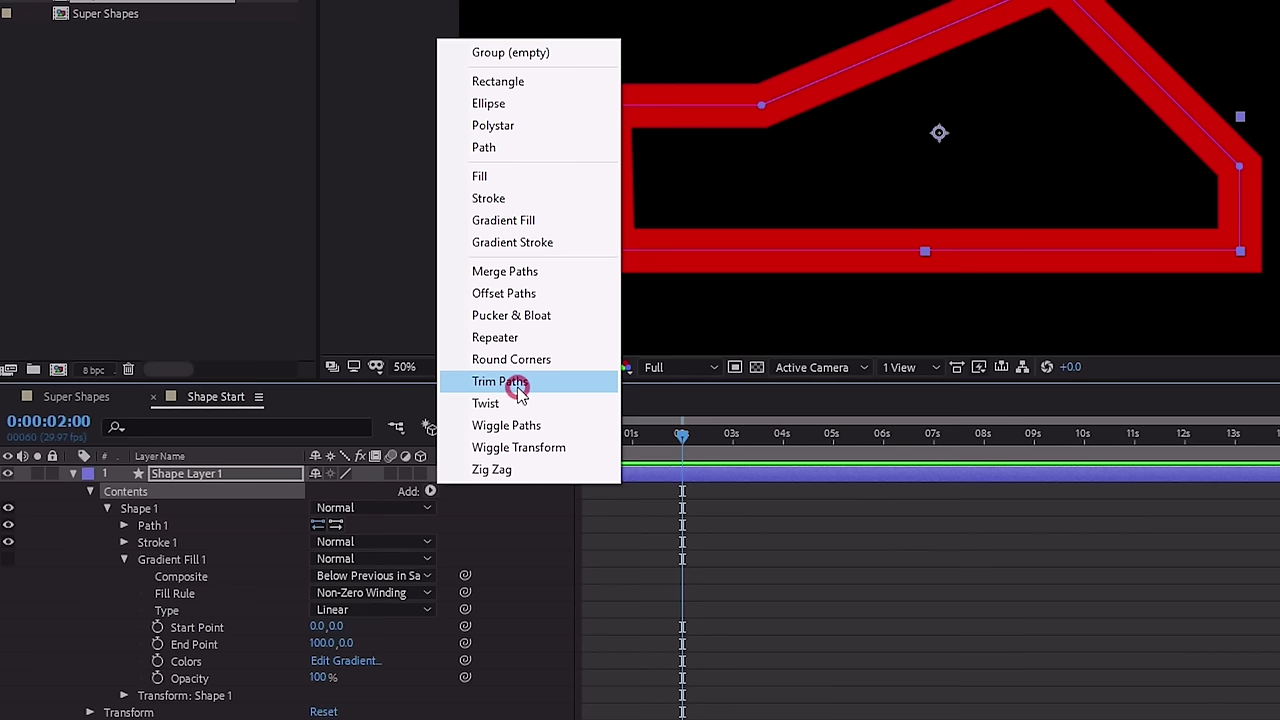 Super Shapes
Group (empty)
Rectangle
Ellipse
Polystar
Path
Fill
Stroke
Gradient Fill
Gradient Stroke
Merge Paths
Offset Paths
Pucker & Bloat
Repeater
Round Corners
Trim Paths
Twist
Wiggle Paths
Wiggle Transform
Zig Zag
8 bpc
50%
Full
Active Camera
1 View
+0.0
Super Shapes
× Shape Start
0:00:02:00
00060 (29.97 fps)
01s 02s 03s 04s 05s 06s 07s 08s 09s 10s 11s 12s 13s
# . Layer Name
fx
1 Shape Layer 1
Contents Add:
Shape 1 Normal
Path 1
Stroke 1 Normal
Gradient Fill 1 Normal
Composite Below Previous in Sa
Fill Rule Non-Zero Winding
Type Linear
Start Point 0.0,0.0
End Point 100.0,0.0
Colors Edit Gradient...
Opacity 100 %
Transform: Shape 1
Transform Reset